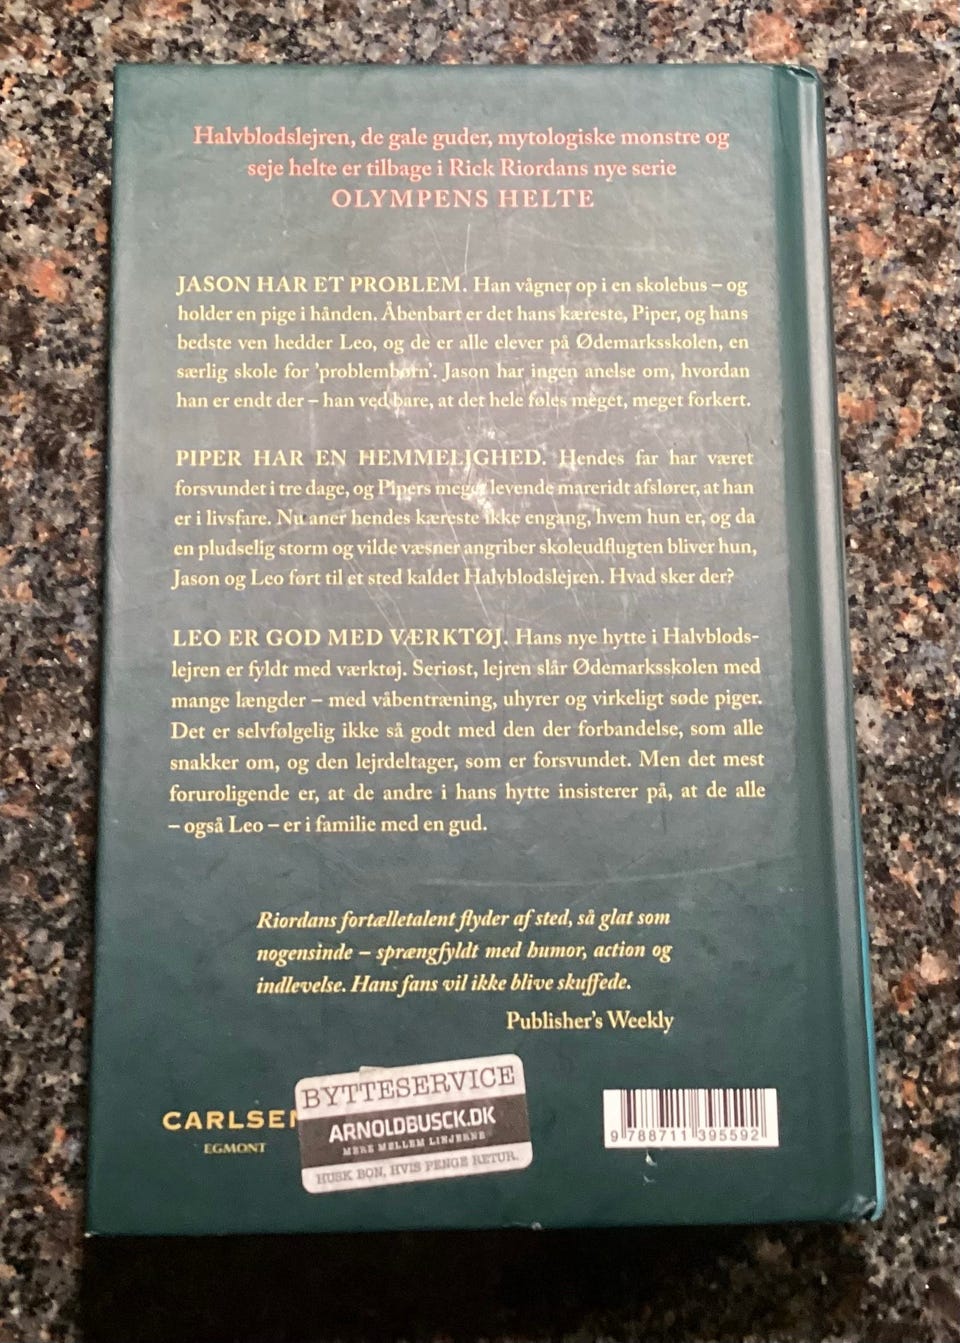 Halvblodslejren, de gale guder, mytologiske monstre og
seje helte er tilbage i Rick Riordans nye serie
OLYMPENS HELTE
JASON HAR ET PROBLEM. Han vågner op i en skolebus – og
holder en pige i hånden. Åbenbart er det hans kæreste, Piper, og hans
bedste ven hedder Leo, og de er alle elever på Ødemarksskolen, en
særlig skole for 'problembørn'. Jason har ingen anelse om, hvordan
han er endt der – han ved bare, at det hele føles meget, meget forkert.
PIPER HAR EN HEMMELIGHED. Hendes far har været
forsvundet i tre dage, og Pipers meget levende mareridt afslører, at han
er i livsfare. Nu aner hendes kæreste ikke engang, hvem hun er, og da
en pludselig storm og vilde væsner angriber skoleudflugten bliver hun,
Jason og Leo ført til et sted kaldet Halvblodslejren. Hvad sker der?
LEO ER GOD MED VÆRKTØJ. Hans nye hytte i Halvblods-
lejren er fyldt med værktøj. Seriøst, lejren slår Ødemarksskolen med
mange længder – med våbentræning, uhyrer og virkeligt søde piger.
Det er selvfølgelig ikke så godt med den der forbandelse, som alle
snakker om, og den lejrdeltager, som er forsvundet. Men det mest
foruroligende er, at de andre i hans hytte insisterer på, at de alle
– også Leo – er i familie med en gud.
Riordans fortælletalent flyder af sted, så glat som
nogensinde – sprængfyldt med humor, action og
indlevelse. Hans fans vil ikke blive skuffede.
Publisher's Weekly
CARLSEN
EGMONT
BYTTESERVICE
ARNOLDBUSCK.DK
MERE MELLEM LINJERNE
HUSK BON, HVIS PENGE RETUR.
9 788711 395592